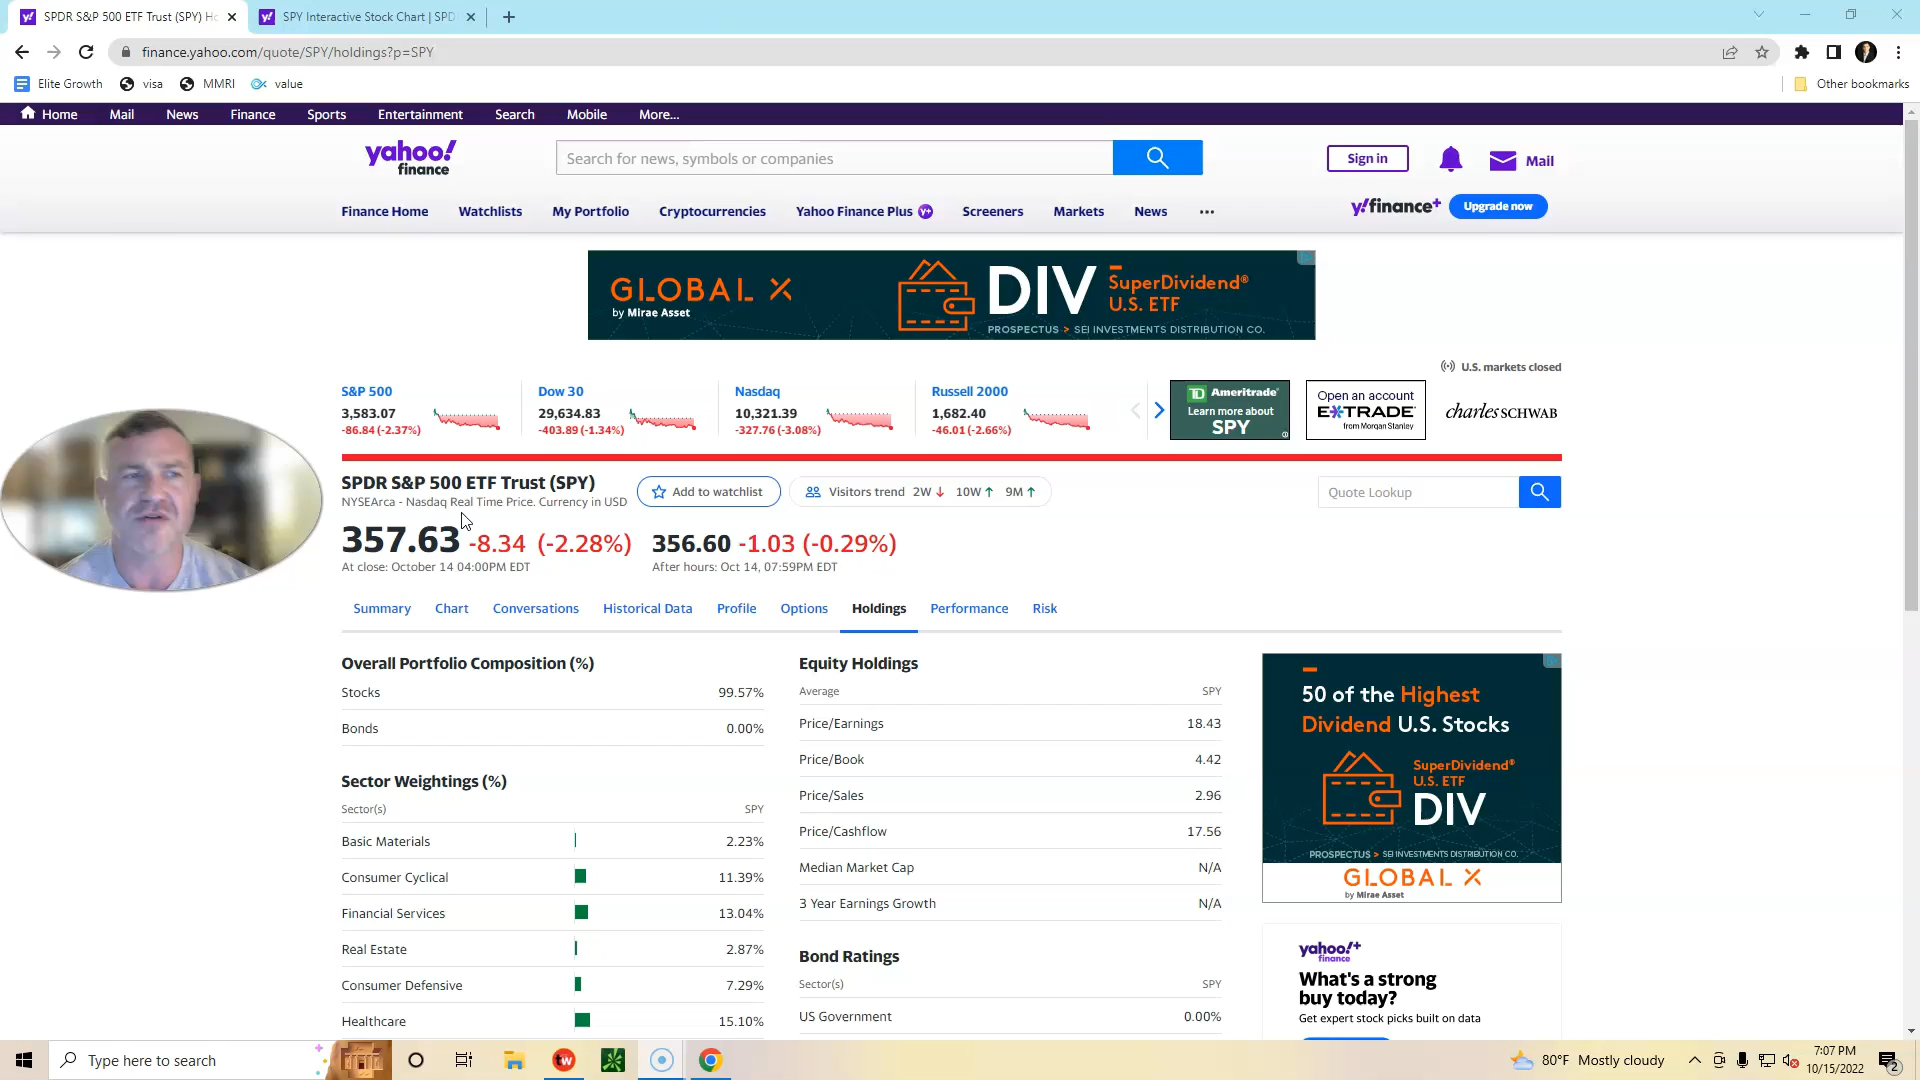 SPDR S&P 500 ETF Trust (SPY) Ho
SPY Interactive Stock Chart | SPD
finance.yahoo.com/quote/SPY/holdings?p=SPY
Elite Growth
visa
MMRI
value
Other bookmarks
Home Mail News Finance Sports Entertainment Search Mobile More...
yahoo!
finance
Search for news, symbols or companies
Sign in
Mail
Finance Home Watchlists My Portfolio Cryptocurrencies Yahoo Finance Plus Y+ Screeners Markets News ...
y!finance+
Upgrade now
GLOBAL X
by Mirae Asset
DIV
SuperDividend®
U.S. ETF
PROSPECTUS > SEI INVESTMENTS DISTRIBUTION CO.
U.S. markets closed
S&P 500
3,583.07
-86.84 (-2.37%)
Dow 30
29,634.83
-403.89 (-1.34%)
Nasdaq
10,321.39
-327.76 (-3.08%)
Russell 2000
1,682.40
-46.01 (-2.66%)
TD Ameritrade
Learn more about
SPY
Open an account
E*TRADE
from Morgan Stanley
charles SCHWAB
SPDR S&P 500 ETF Trust (SPY)
NYSEArca - Nasdaq Real Time Price. Currency in USD
Add to watchlist
Visitors trend 2W ↓ 10W ↑ 9M ↑
Quote Lookup
357.63 -8.34 (-2.28%)
At close: October 14 04:00PM EDT
356.60 -1.03 (-0.29%)
After hours: Oct 14, 07:59PM EDT
Summary Chart Conversations Historical Data Profile Options Holdings Performance Risk
Overall Portfolio Composition (%)
Stocks 99.57%
Bonds 0.00%
Sector Weightings (%)
Sector(s) SPY
Basic Materials 2.23%
Consumer Cyclical 11.39%
Financial Services 13.04%
Real Estate 2.87%
Consumer Defensive 7.29%
Healthcare 15.10%
Equity Holdings
Average SPY
Price/Earnings 18.43
Price/Book 4.42
Price/Sales 2.96
Price/Cashflow 17.56
Median Market Cap N/A
3 Year Earnings Growth N/A
Bond Ratings
Sector(s) SPY
US Government 0.00%
50 of the Highest
Dividend U.S. Stocks
SuperDividend®
U.S. ETF
DIV
PROSPECTUS > SEI INVESTMENTS DISTRIBUTION CO.
GLOBAL X
by Mirae Asset
yahoo!+
finance
What's a strong
buy today?
Get expert stock picks built on data
Type here to search
tw
80°F Mostly cloudy
7:07 PM
10/15/2022
2